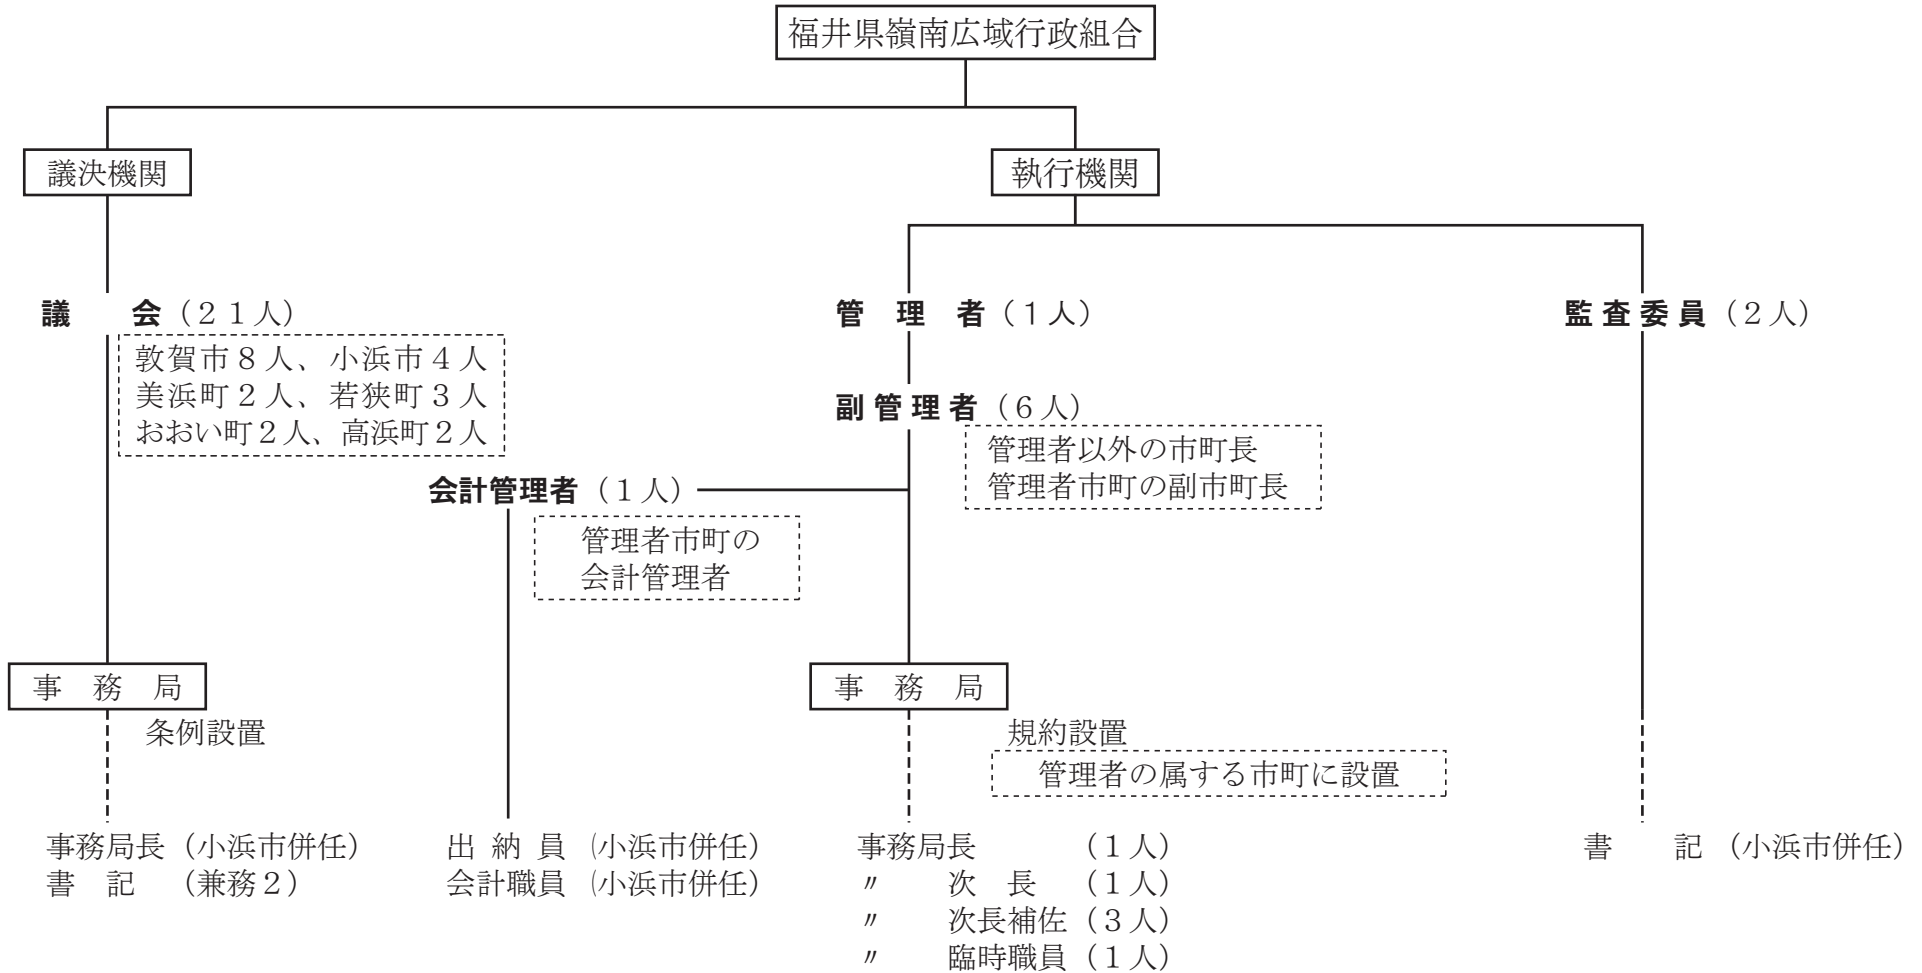 福井県嶺南広域行政組合
議決機関
執行機関
議　　会（２１人）
敦賀市８人、小浜市４人
美浜町２人、若狭町３人
おおい町２人、高浜町２人
管　理　者（１人）
監査委員（２人）
副管理者（６人）
管理者以外の市町長
管理者市町の副市町長
会計管理者（１人）
管理者市町の
会計管理者
事　務　局
条例設置
事　務　局
規約設置
管理者の属する市町に設置
事務局長（小浜市併任）
書　記　（兼務２）
出 納 員（小浜市併任）
会計職員（小浜市併任）
事務局長　　　　（１人）
〃　　次　長　（１人）
〃　　次長補佐（３人）
〃　　臨時職員（１人）
書　　記（小浜市併任）